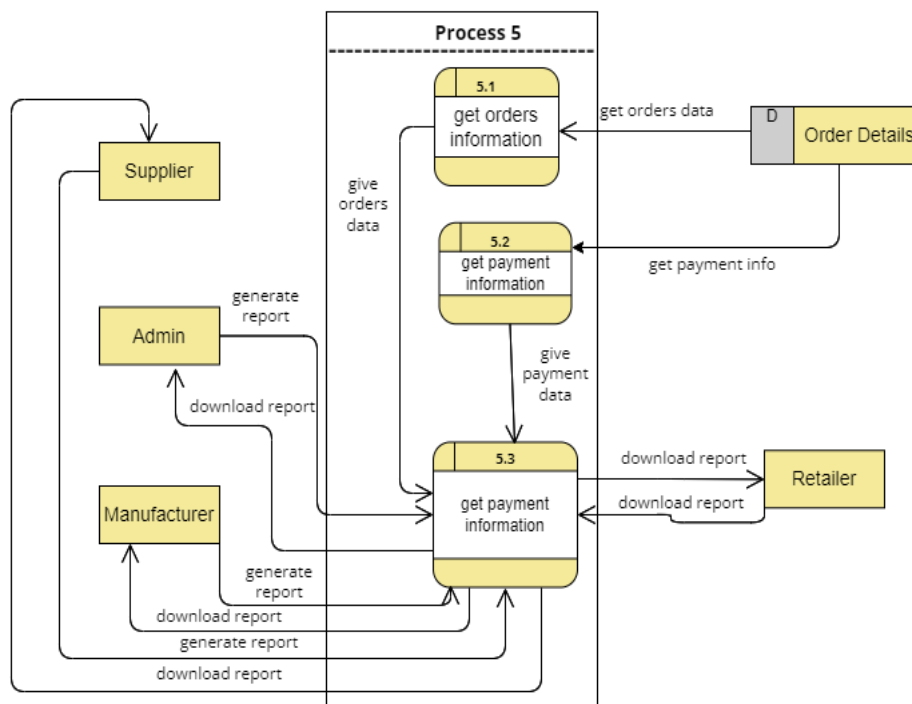 Process 5
5.1
get orders
information
get orders data
D
Order Details
Supplier
give
orders
data
5.2
get payment
information
get payment info
generate
report
Admin
give
payment
data
download report
5.3
get payment
information
download report
Retailer
download report
Manufacturer
generate
report
download report
generate report
download report